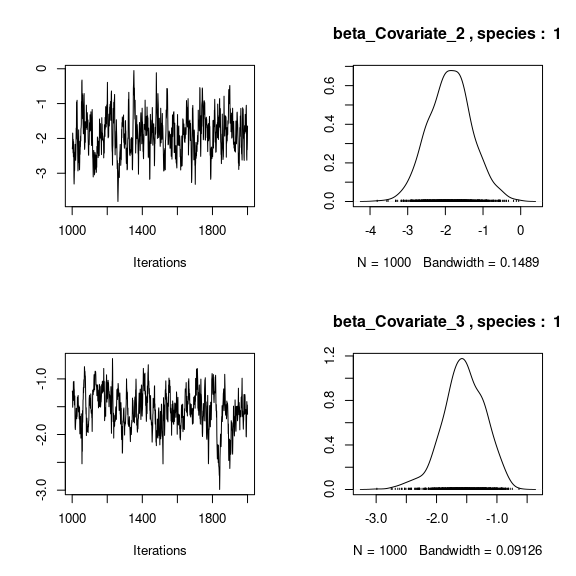 beta_Covariate_2 , species : 1
0
-1
-2
-3
1000 1400 1800
Iterations
0.6
0.4
0.2
0.0
-4 -3 -2 -1 0
N = 1000 Bandwidth = 0.1489
beta_Covariate_3 , species : 1
-1.0
-2.0
-3.0
1000 1400 1800
Iterations
1.2
0.8
0.4
0.0
-3.0 -2.0 -1.0
N = 1000 Bandwidth = 0.09126